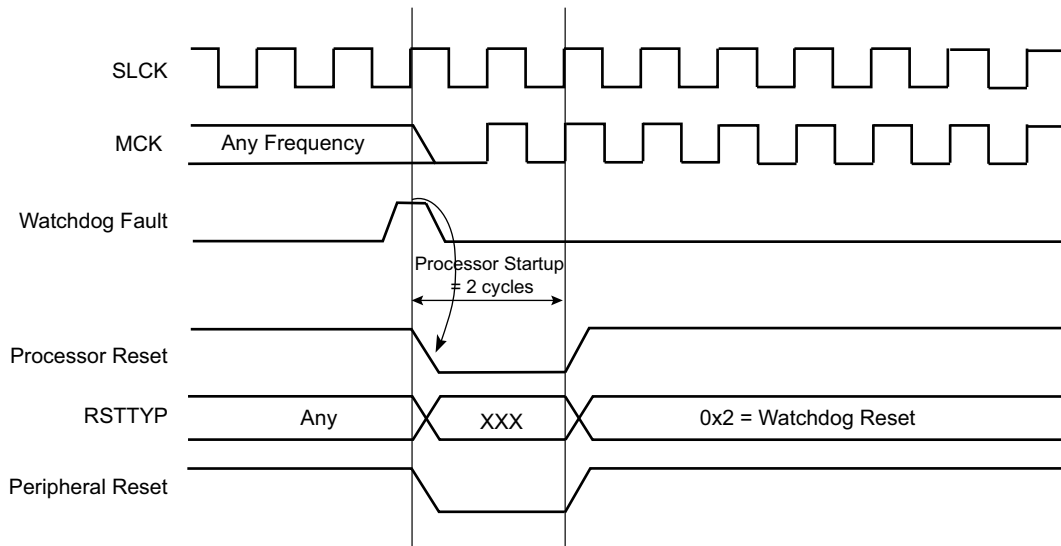 SLCK
MCK
Any Frequency
Watchdog Fault
Processor Startup
= 2 cycles
Processor Reset
RSTTYP
Any
XXX
0x2 = Watchdog Reset
Peripheral Reset